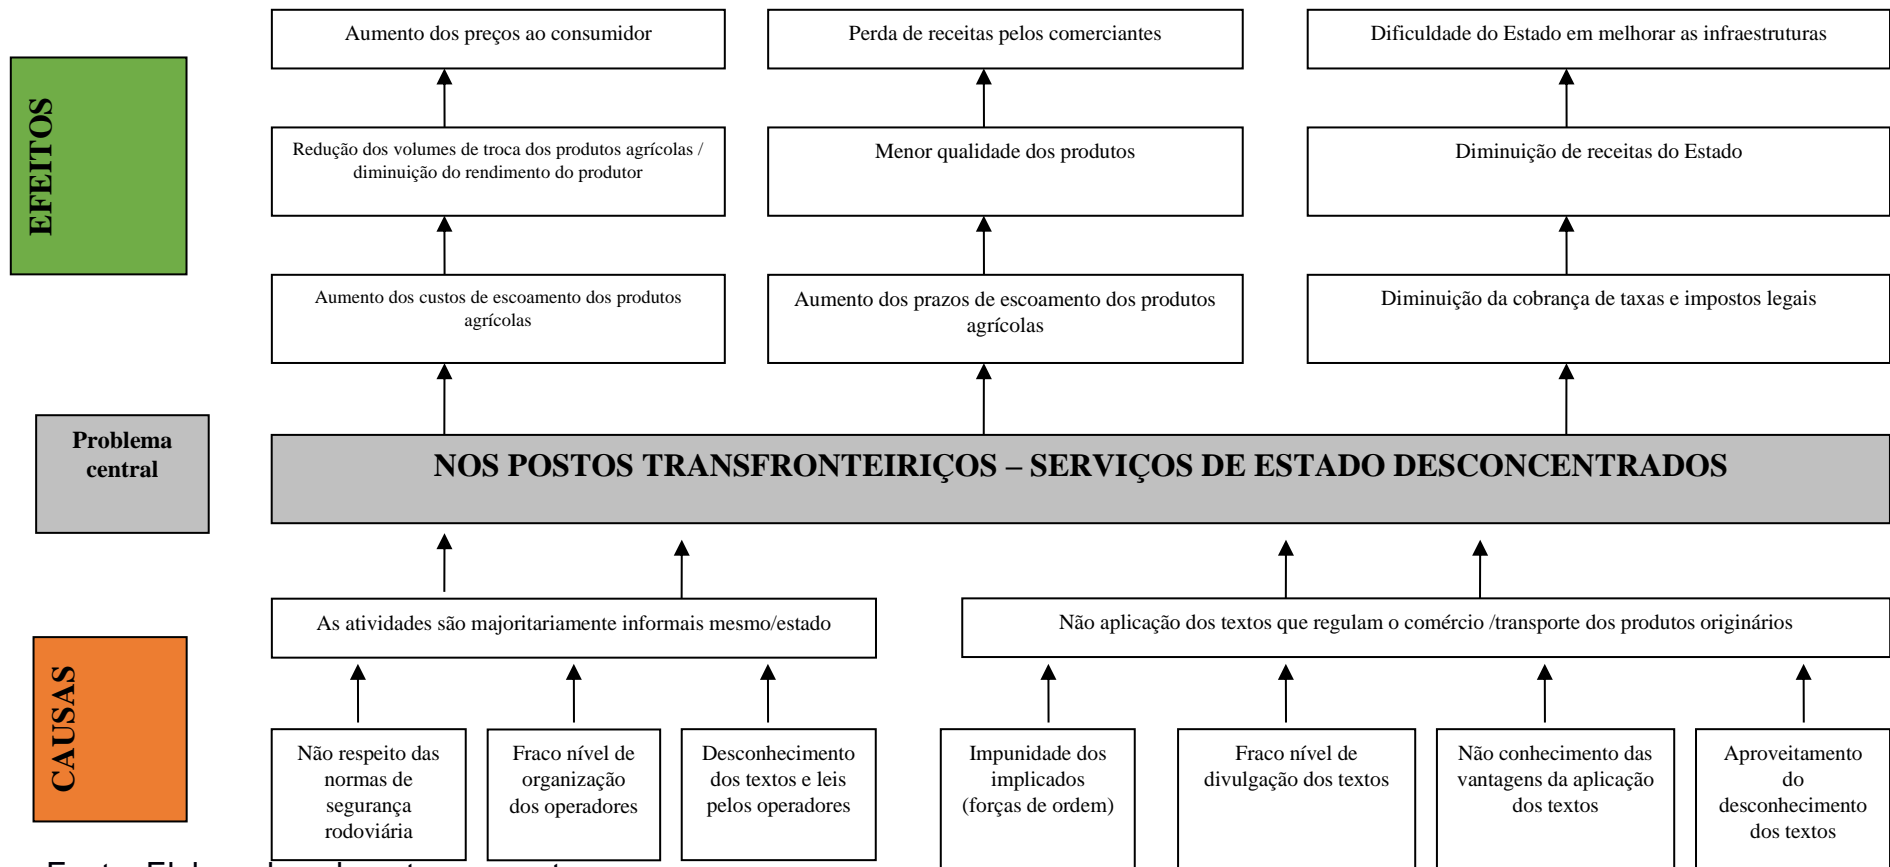 Aumento dos preços ao consumidor
Perda de receitas pelos comerciantes
Dificuldade do Estado em melhorar as infraestruturas
EFEITOS
Redução dos volumes de troca dos produtos agrícolas /
diminuição do rendimento do produtor
Menor qualidade dos produtos
Diminuição de receitas do Estado
Aumento dos custos de escoamento dos produtos
agrícolas
Aumento dos prazos de escoamento dos produtos
agrícolas
Diminuição da cobrança de taxas e impostos legais
Problema
central
NOS POSTOS TRANSFRONTEIRIÇOS – SERVIÇOS DE ESTADO DESCONCENTRADOS
As atividades são majoritariamente informais mesmo/estado
Não aplicação dos textos que regulam o comércio /transporte dos produtos originários
CAUSAS
Não respeito das
normas de
segurança
rodoviária
Fraco nível de
organização
dos operadores
Desconhecimento
dos textos e leis
pelos operadores
Impunidade dos
implicados
(forças de ordem)
Fraco nível de
divulgação dos textos
Não conhecimento das
vantagens da aplicação
dos textos
Aproveitamento
do
desconhecimento
dos textos